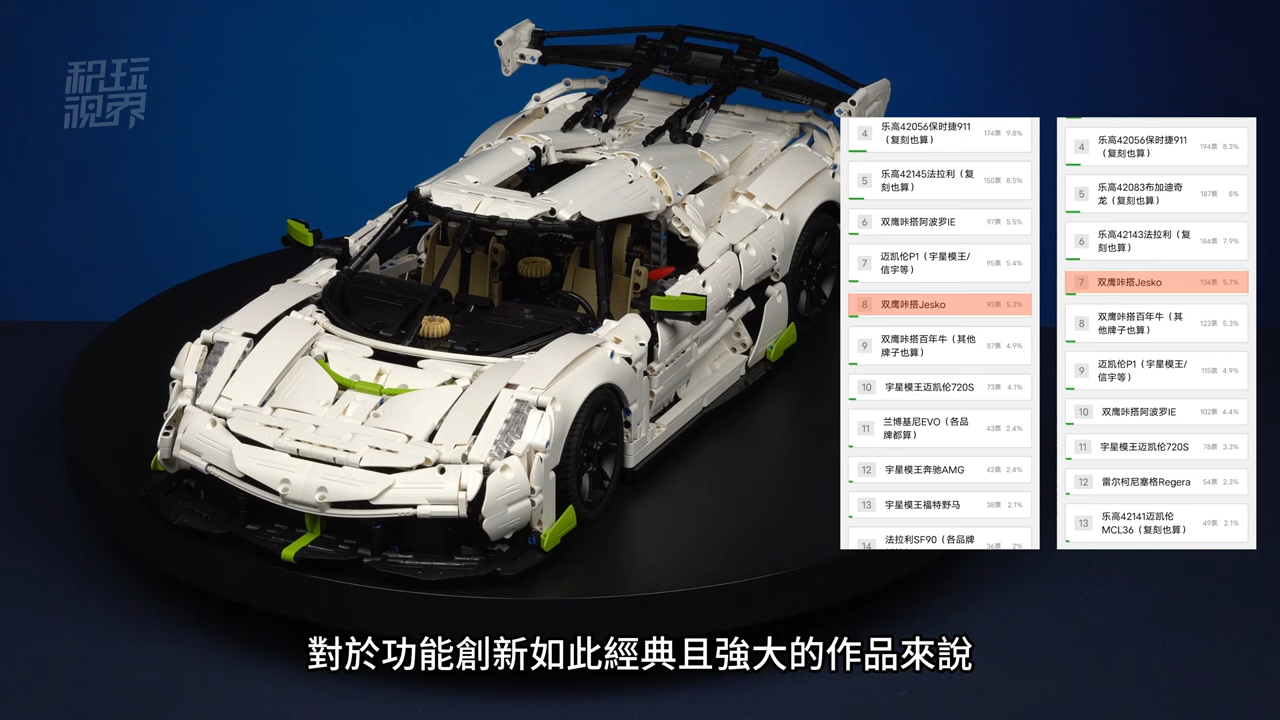 积玩
视界
4
乐高42056保时捷911
（复刻也算）
174票 9.8%
5
乐高42145法拉利（复
刻也算）
150票 8.5%
6
双鹰咔搭阿波罗IE
97票 5.5%
7
迈凯伦P1（宇星模王/
信宇等）
95票 5.4%
8
双鹰咔搭Jesko
93票 5.3%
9
双鹰咔搭百年牛（其他
牌子也算）
87票 4.9%
10
宇星模王迈凯伦720S
73票 4.1%
11
兰博基尼EVO（各品
牌都算）
43票 2.4%
12
宇星模王奔驰AMG
42票 2.4%
13
宇星模王福特野马
38票 2.1%
14
法拉利SF90（各品牌
36票 2%
4
乐高42056保时捷911
（复刻也算）
194票 8.3%
5
乐高42083布加迪奇
龙（复刻也算）
187票 8%
6
乐高42143法拉利（复
刻也算）
184票 7.9%
7
双鹰咔搭Jesko
134票 5.7%
8
双鹰咔搭百年牛（其
他牌子也算）
123票 5.3%
9
迈凯伦P1（宇星模王/
信宇等）
115票 4.9%
10
双鹰咔搭阿波罗IE
102票 4.4%
11
宇星模王迈凯伦720S
78票 3.3%
12
雷尔柯尼塞格Regera
54票 2.3%
13
乐高42141迈凯伦
MCL36（复刻也算）
49票 2.1%
對於功能創新如此經典且強大的作品來說